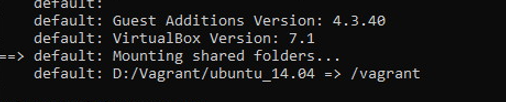 default:
default: Guest Additions Version: 4.3.40
default: VirtualBox Version: 7.1
==> default: Mounting shared folders...
default: D:/Vagrant/ubuntu_14.04 => /vagrant